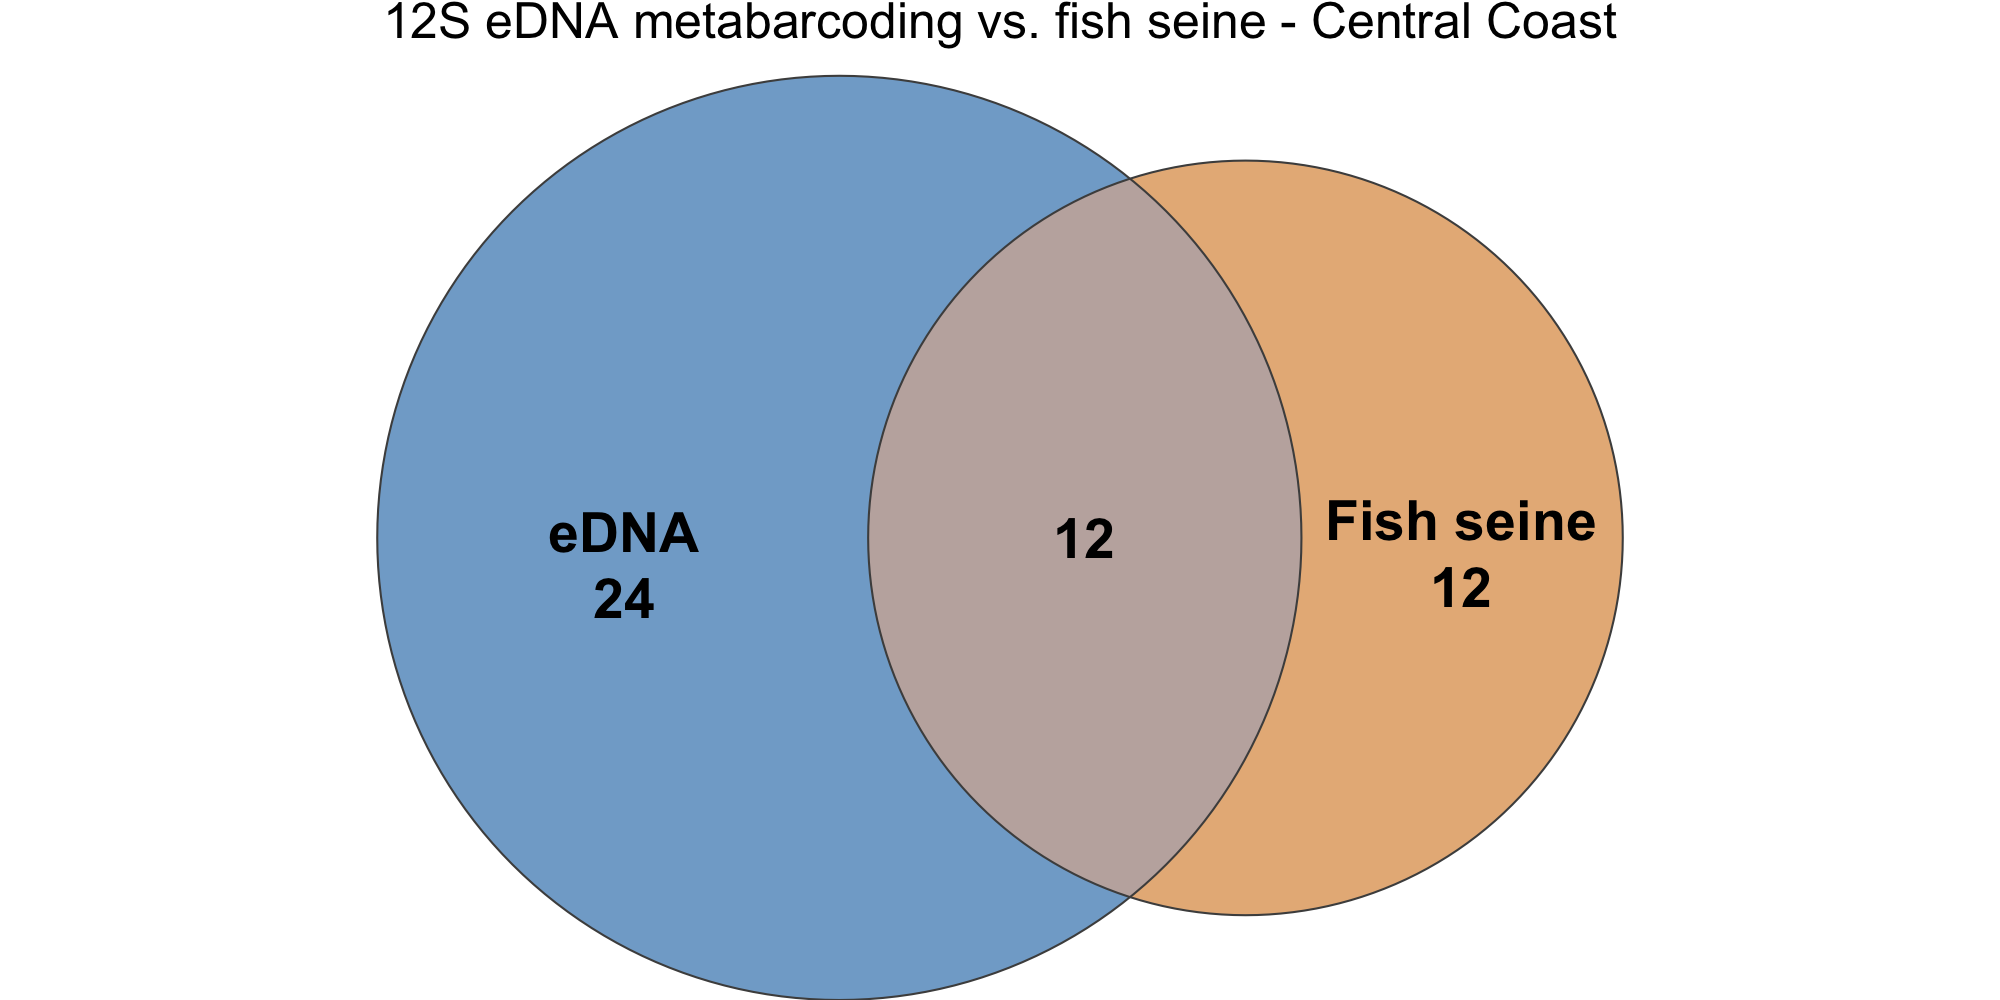 12S eDNA metabarcoding vs. fish seine - Central Coast
eDNA
24
12
Fish seine
12